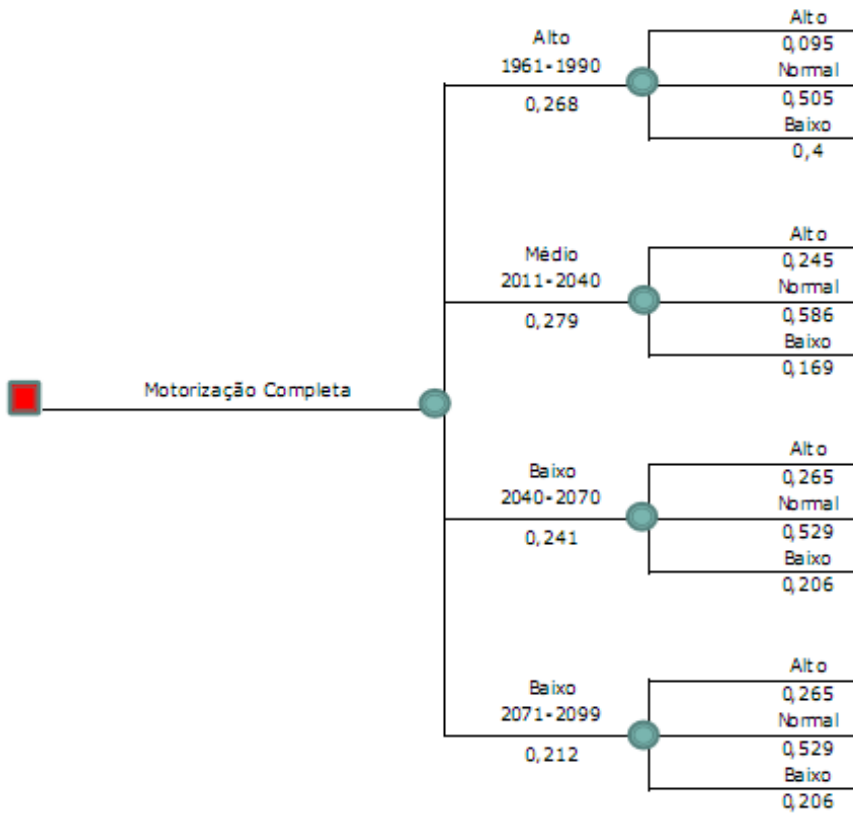 Alto
1961-1990
0,268
Alto
0,095
Normal
0,505
Baixo
0,4
Médio
2011-2040
0,279
Alto
0,245
Normal
0,586
Baixo
0,169
Motorização Completa
Baixo
2040-2070
0,241
Alto
0,265
Normal
0,529
Baixo
0,206
Baixo
2071-2099
0,212
Alto
0,265
Normal
0,529
Baixo
0,206